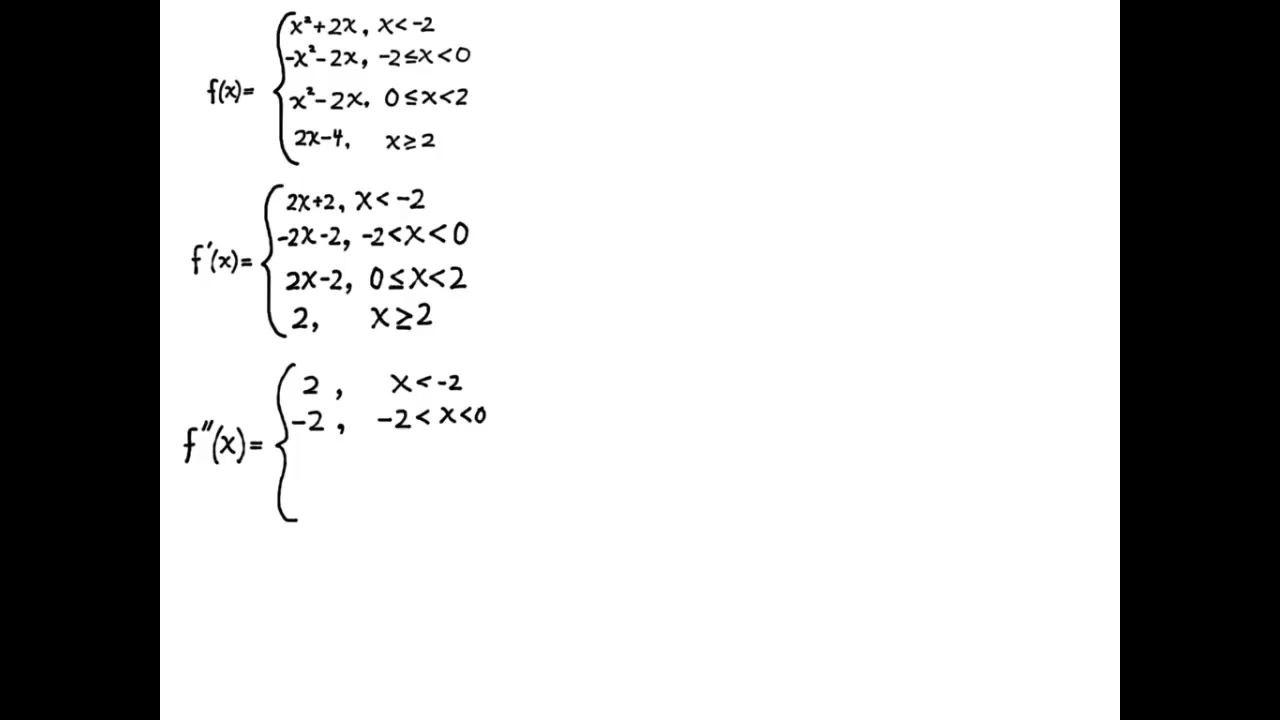 x²+2x, x<-2
-x²-2x, -2≤x<0
f(x)=
x²-2x, 0≤x<2
2x-4, x≥2
2x+2, x<-2
-2x-2, -2<x<0
f'(x)=
2x-2, 0≤x<2
2, x≥2
2, x<-2
-2, -2<x<0
f"(x)=